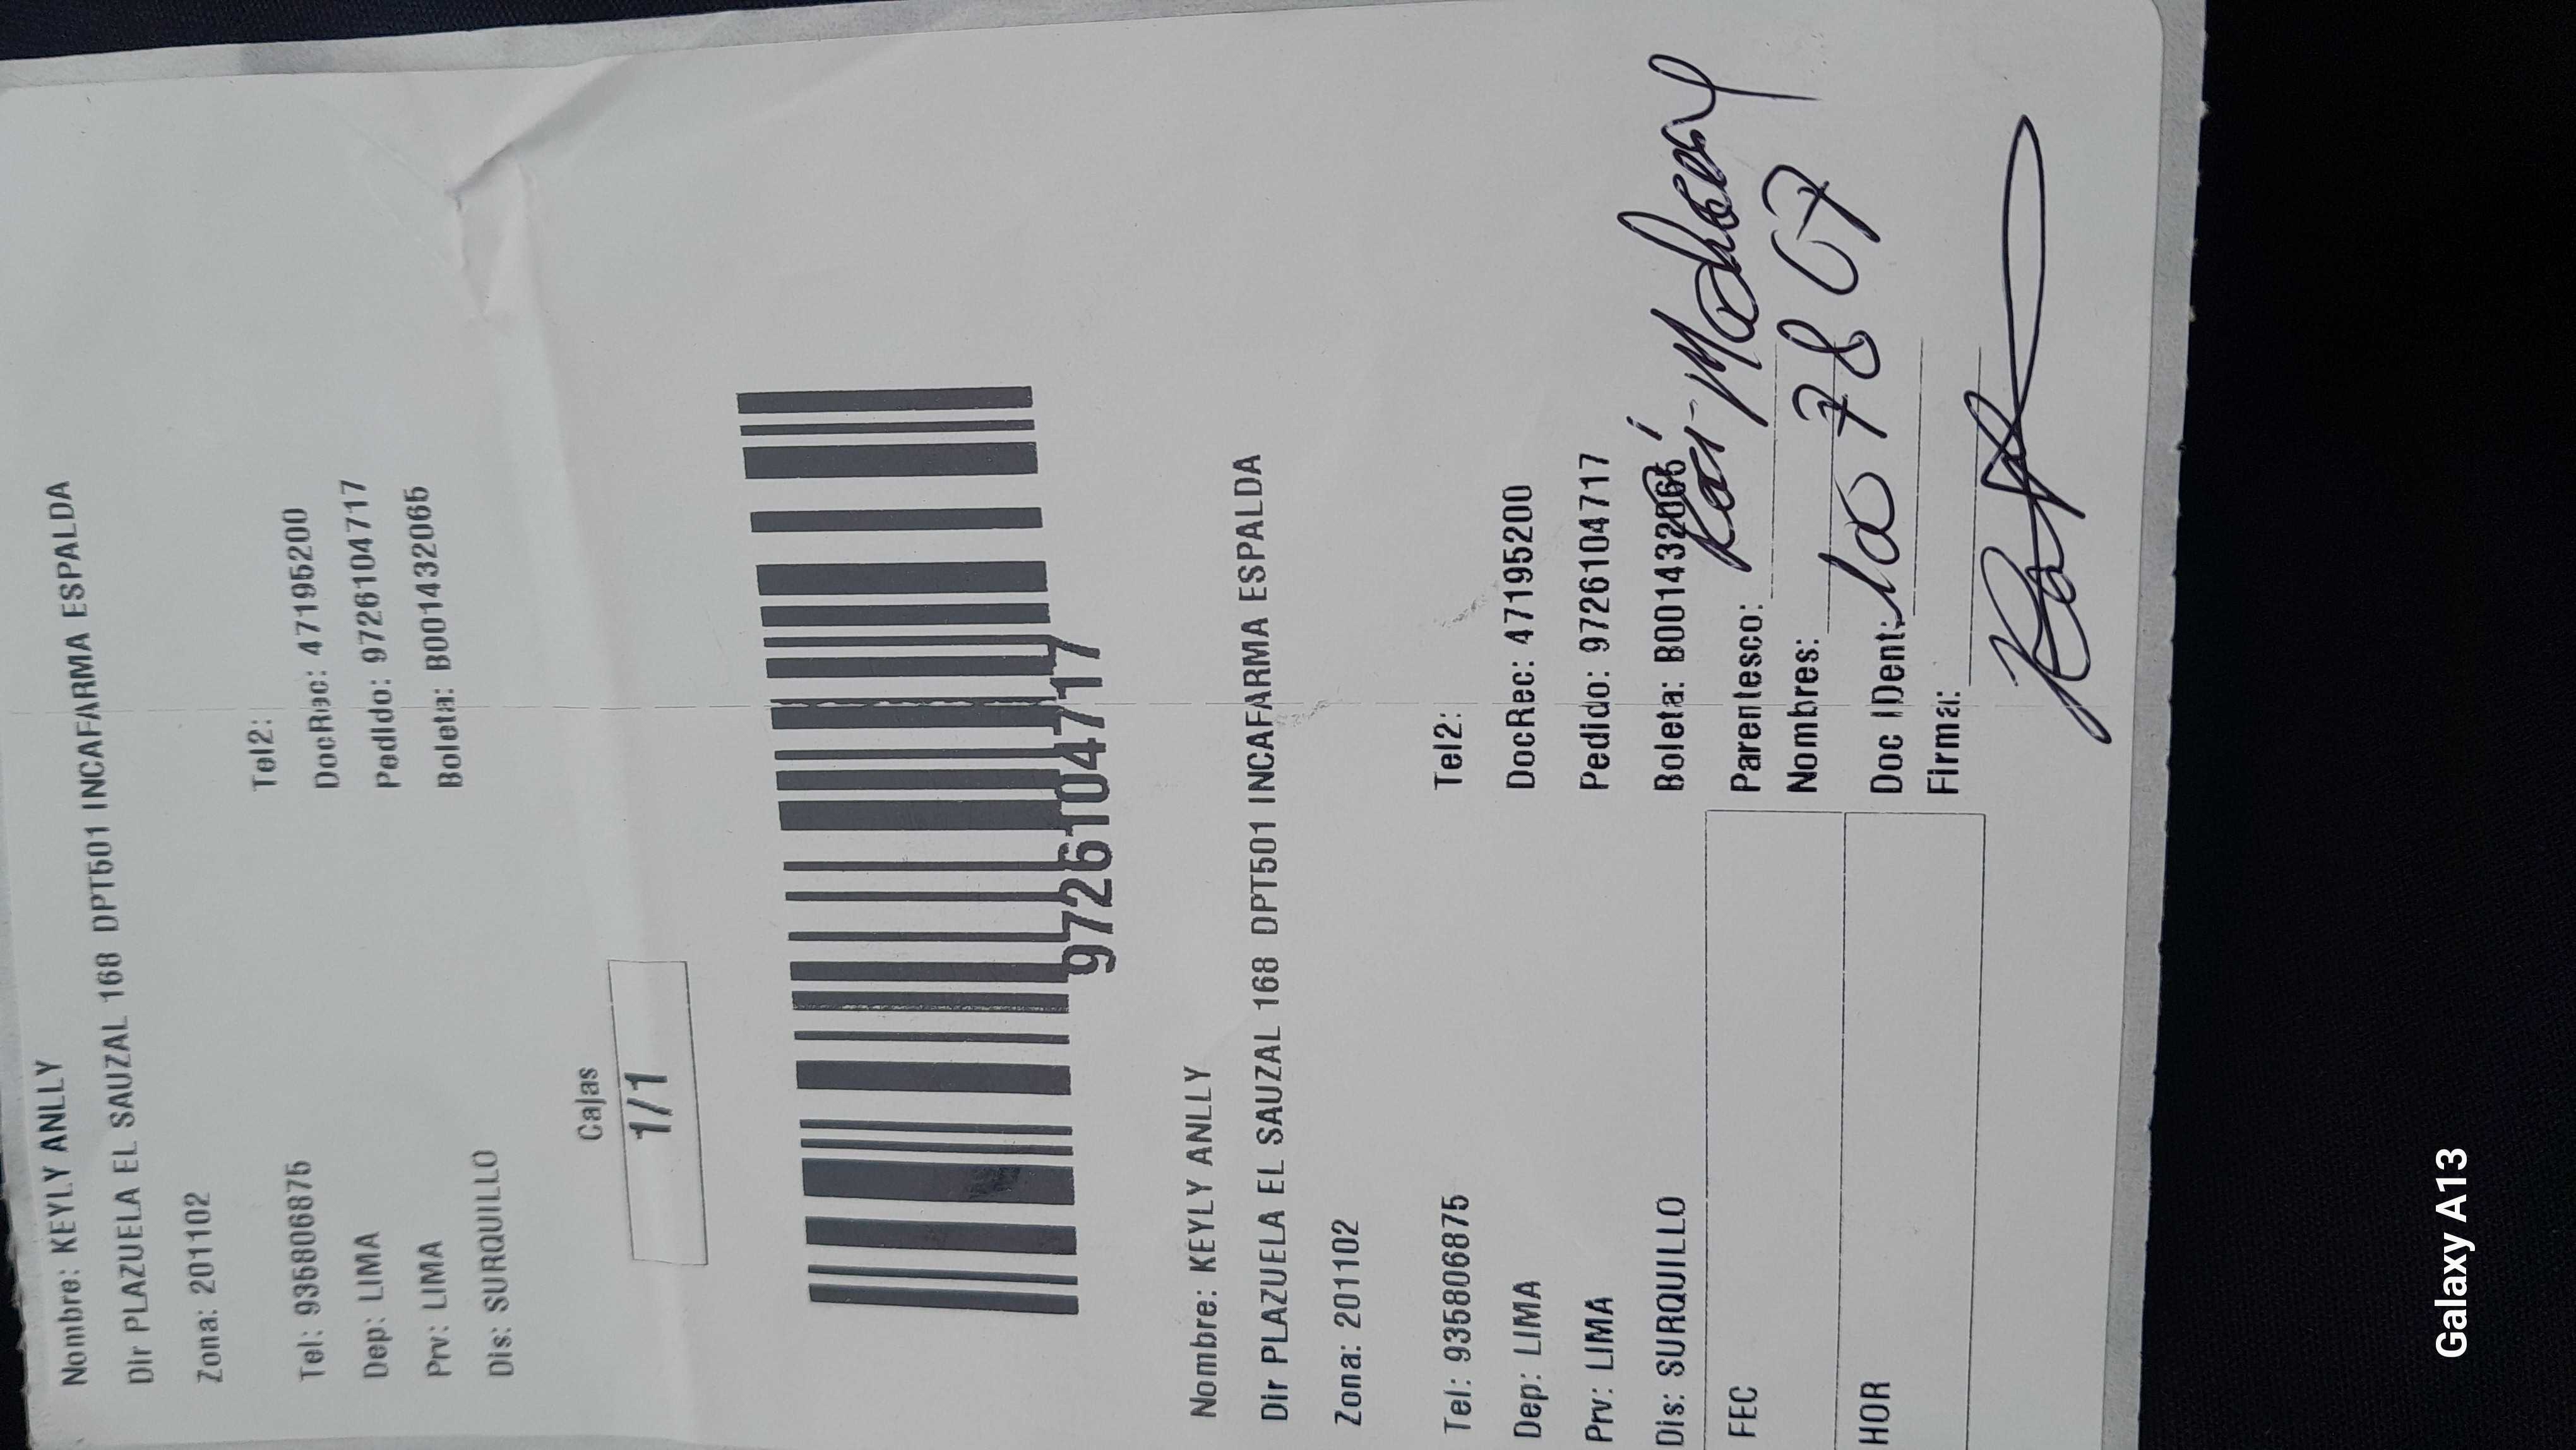 Nombre: KEYLY ANLLY
Dir PLAZUELA EL SAUZAL 168 DPT501 INCAFARMA ESPALDA
Zona: 201102
Tel: 935806875 Tel2:
Dep: LIMA DocRec: 47195200
Prv: LIMA Pedido: 9726104717
Dis: SURQUILLO Boleta: B001432065
Cajas
1/1
9726104717
Nombre: KEYLY ANLLY
Dir PLAZUELA EL SAUZAL 168 DPT501 INCAFARMA ESPALDA
Zona: 201102
Tel: 935806875 Tel2:
Dep: LIMA DocRec: 47195200
Prv: LIMA Pedido: 9726104717
Dis: SURQUILLO Boleta: B001432065
FEC Parentesco:
Nombres:
HOR Doc IDent: 10 78 07
Firma:
Galaxy A13